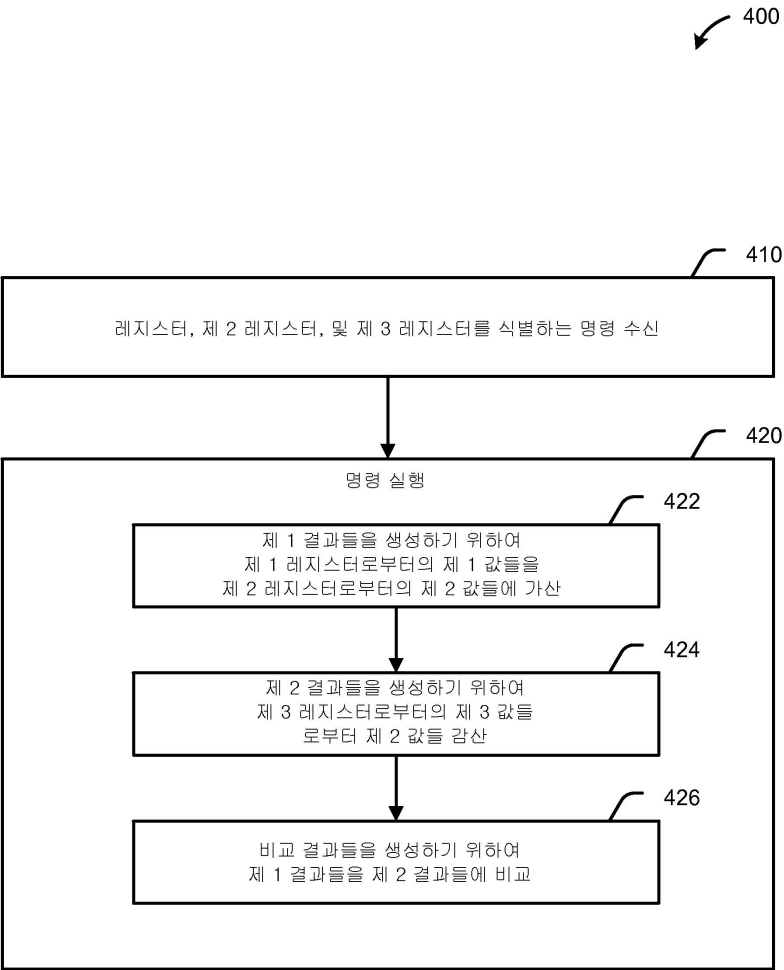 400
410
레지스터, 제 2 레지스터, 및 제 3 레지스터를 식별하는 명령 수신
420
명령 실행
422
제 1 결과들을 생성하기 위하여
제 1 레지스터로부터의 제 1 값들을
제 2 레지스터로부터의 제 2 값들에 가산
424
제 2 결과들을 생성하기 위하여
제 3 레지스터로부터의 제 3 값들
로부터 제 2 값들 감산
426
비교 결과들을 생성하기 위하여
제 1 결과들을 제 2 결과들에 비교